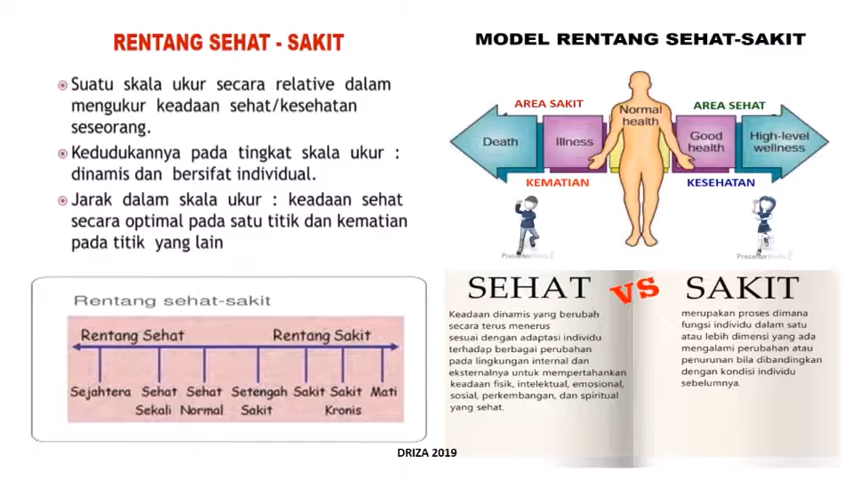 RENTANG SEHAT - SAKIT
Suatu skala ukur secara relative dalam
mengukur keadaan sehat/kesehatan
seseorang.
Kedudukannya pada tingkat skala ukur :
dinamis dan bersifat individual.
Jarak dalam skala ukur : keadaan sehat
secara optimal pada satu titik dan kematian
pada titik yang lain
MODEL RENTANG SEHAT-SAKIT
AREA SAKIT
AREA SEHAT
Normal
health
Death
Illness
Good
health
High-level
wellness
KEMATIAN
KESEHATAN
Rentang sehat-sakit
Rentang Sehat
Rentang Sakit
Sejahtera
Sehat
Sekali
Sehat
Normal
Setengah
Sakit
Sakit
Sakit
Kronis
Mati
SEHAT VS SAKIT
Keadaan dinamis yang berubah
secara terus menerus
sesuai dengan adaptasi individu
terhadap berbagai perubahan
pada lingkungan internal dan
eksternalnya untuk mempertahankan
keadaan fisik, intelektual, emosional,
sosial, perkembangan, dan spiritual
yang sehat.
merupakan proses dimana
fungsi individu dalam satu
atau lebih dimensi yang ada
mengalami perubahan atau
penurunan bila dibandingkan
dengan kondisi individu
sebelumnya.
DRIZA 2019